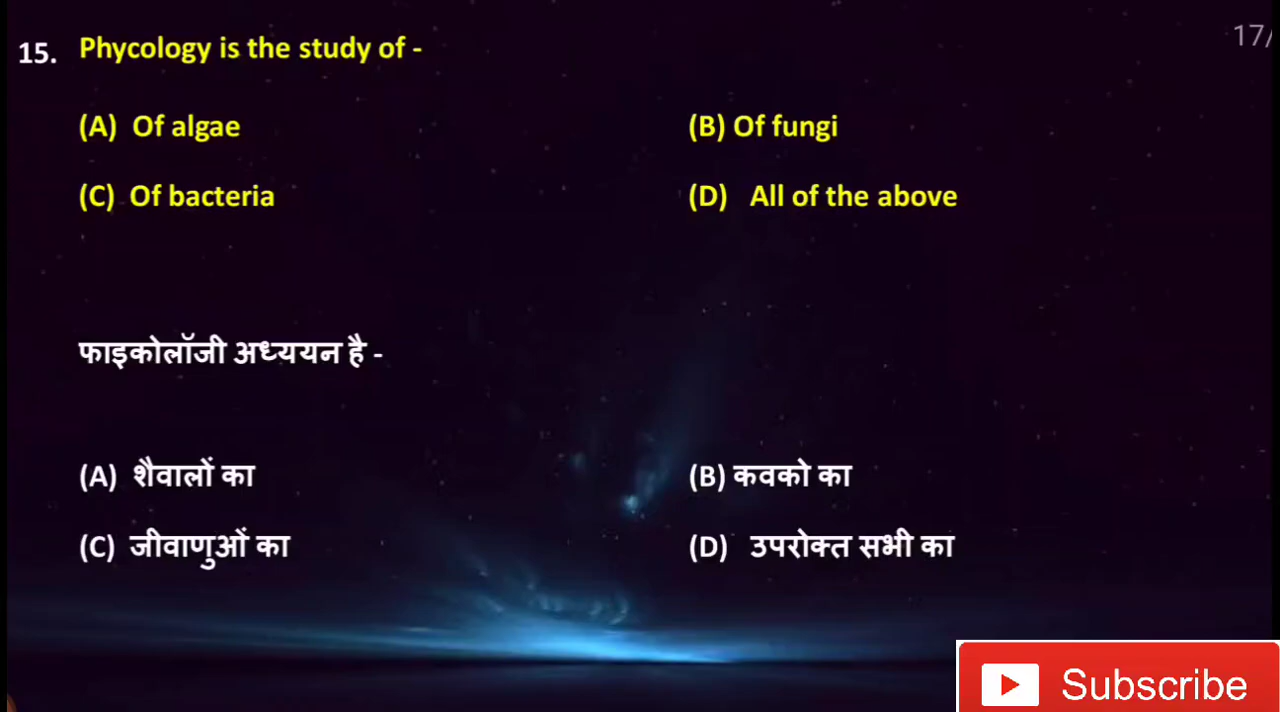 17/
15. Phycology is the study of -
(A) Of algae (B) Of fungi
(C) Of bacteria (D) All of the above
फाइकोलॉजी अध्ययन है -
(A) शैवालों का (B) कवको का
(C) जीवाणुओं का (D) उपरोक्त सभी का
Subscribe